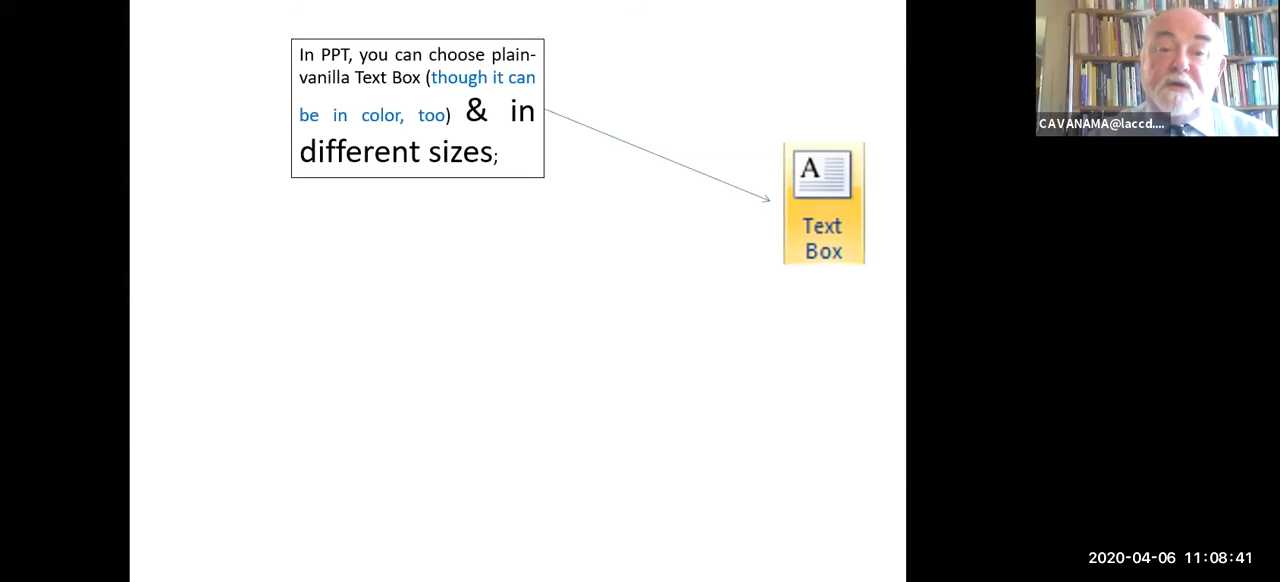 In PPT, you can choose plain-
vanilla Text Box (though it can
be in color, too) & in
different sizes;
Text
Box
A
CAVANAMA@laccd....
2020-04-06 11:08:41